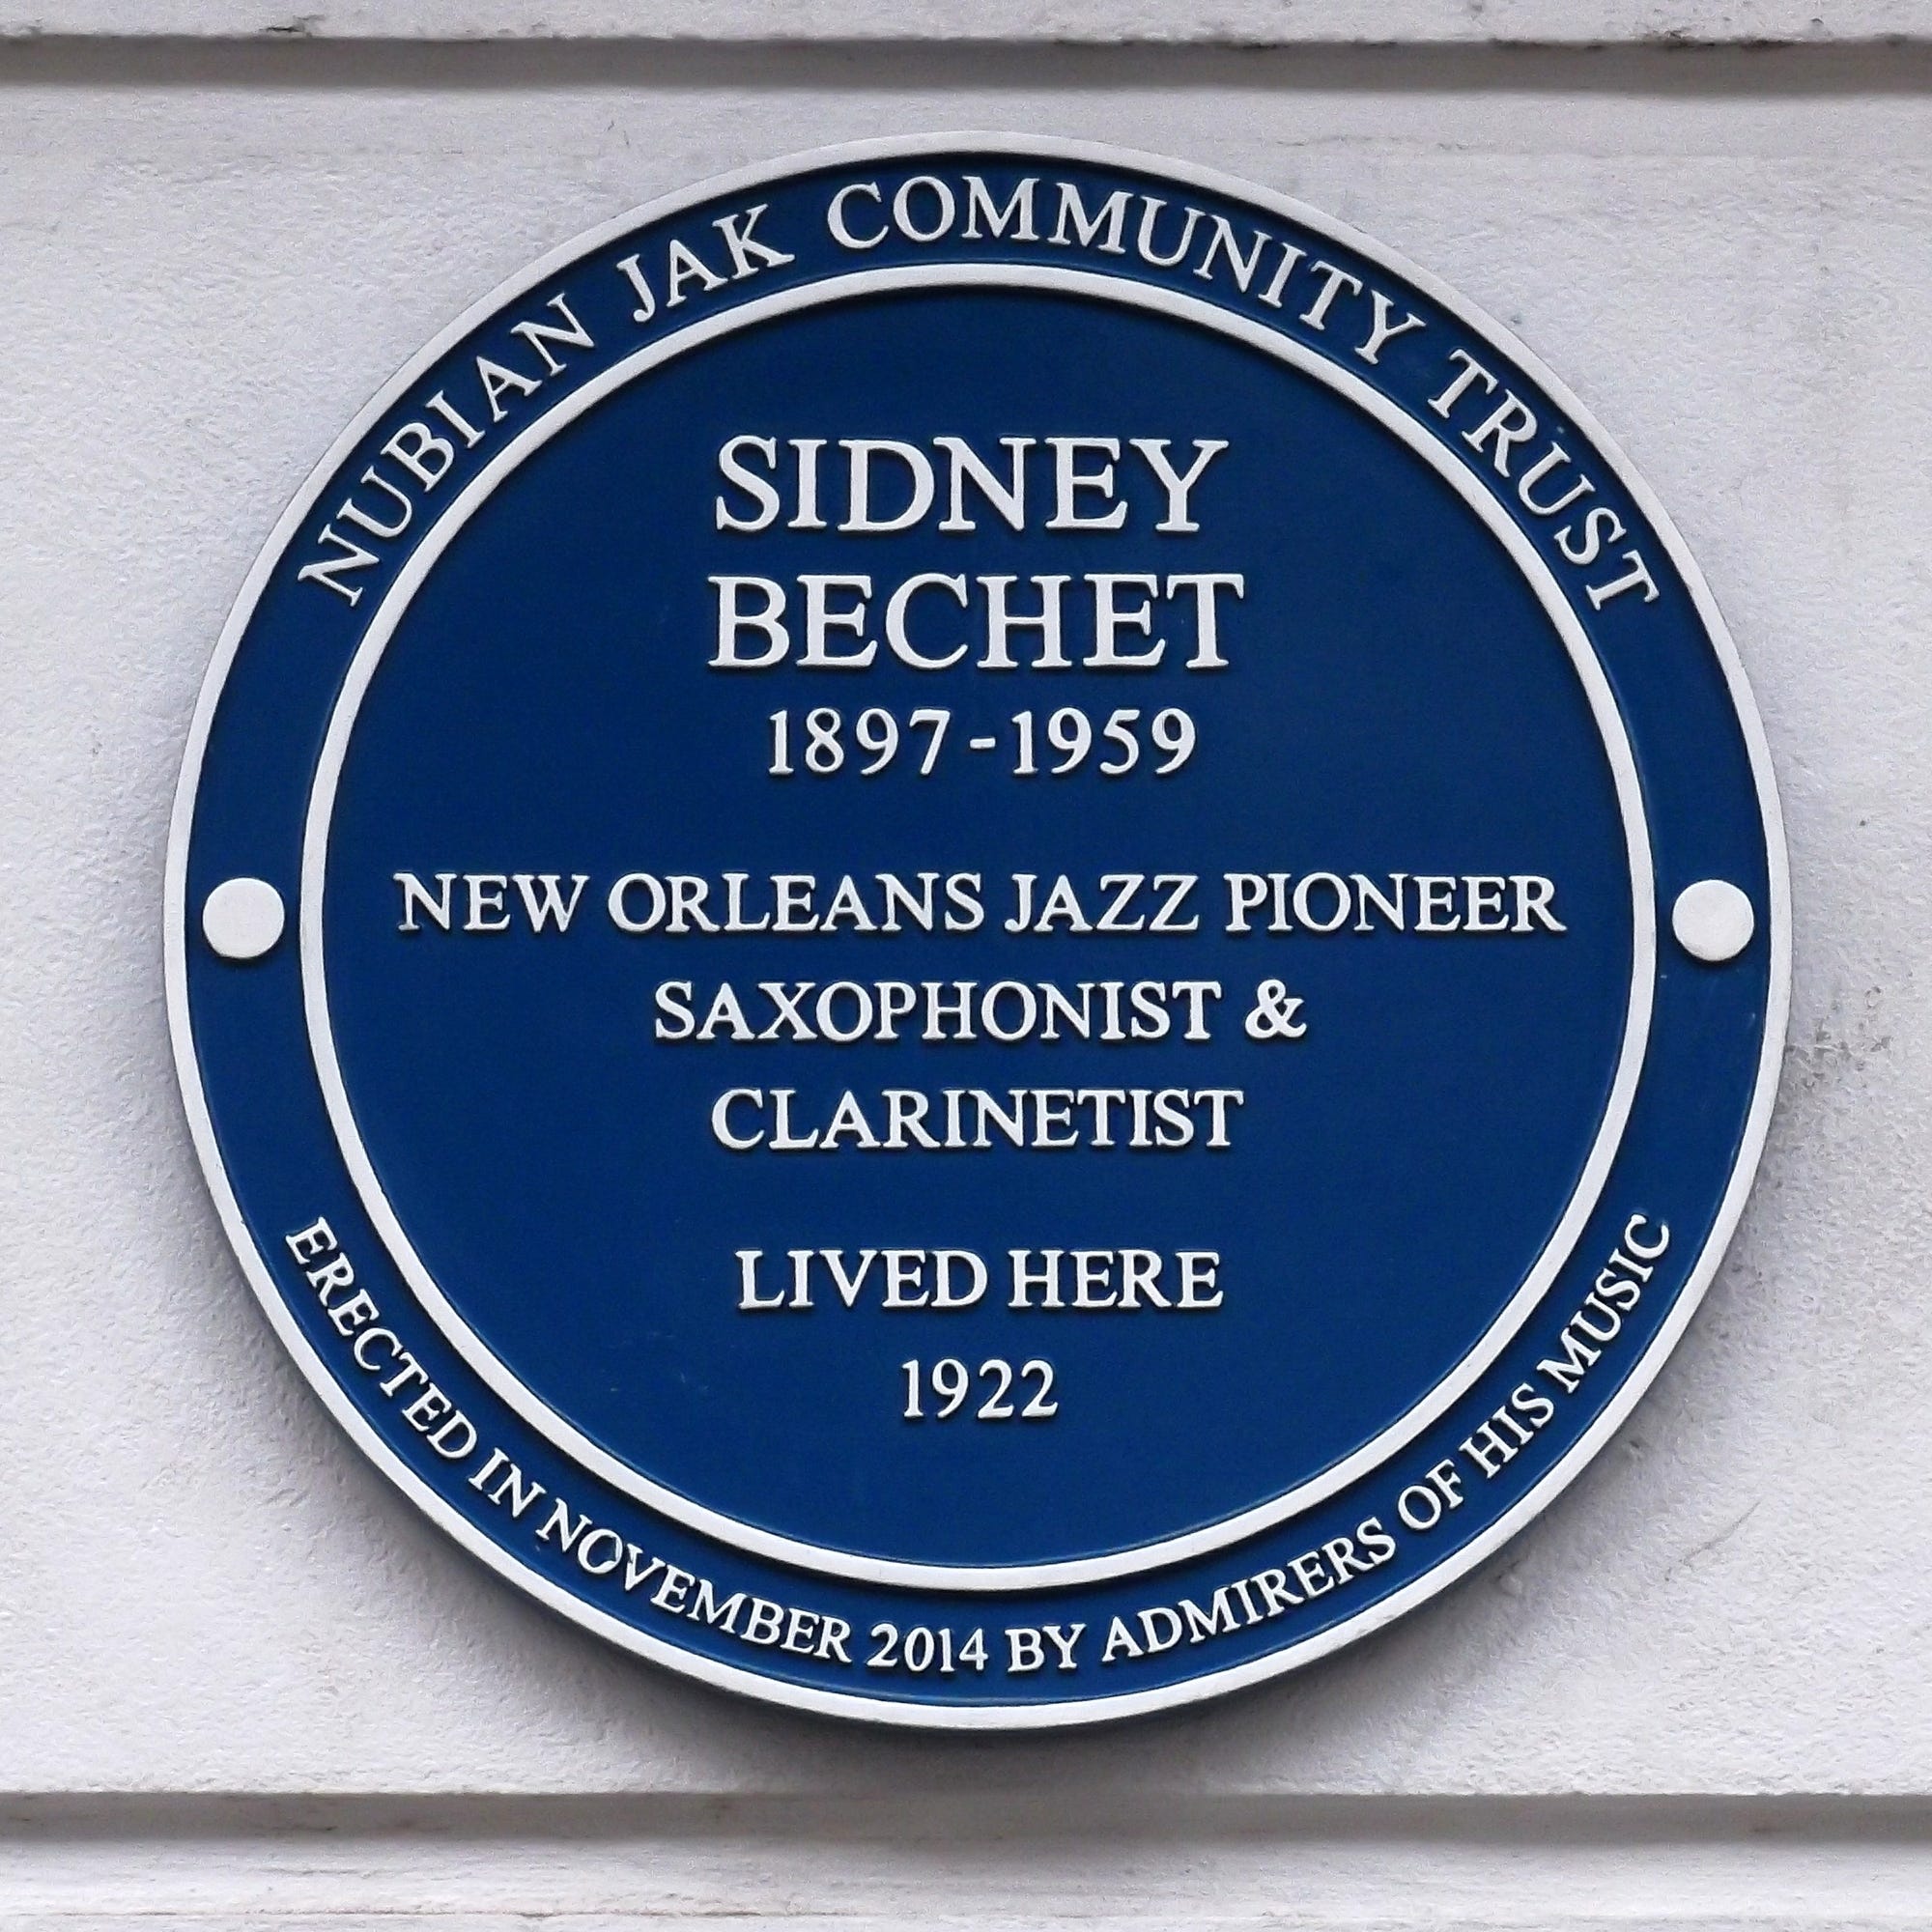 NUBIAN JAK COMMUNITY TRUST
SIDNEY
BECHET
1897-1959
NEW ORLEANS JAZZ PIONEER
SAXOPHONIST &
CLARINETIST
LIVED HERE
1922
ERECTED IN NOVEMBER 2014 BY ADMIRERS OF HIS MUSIC